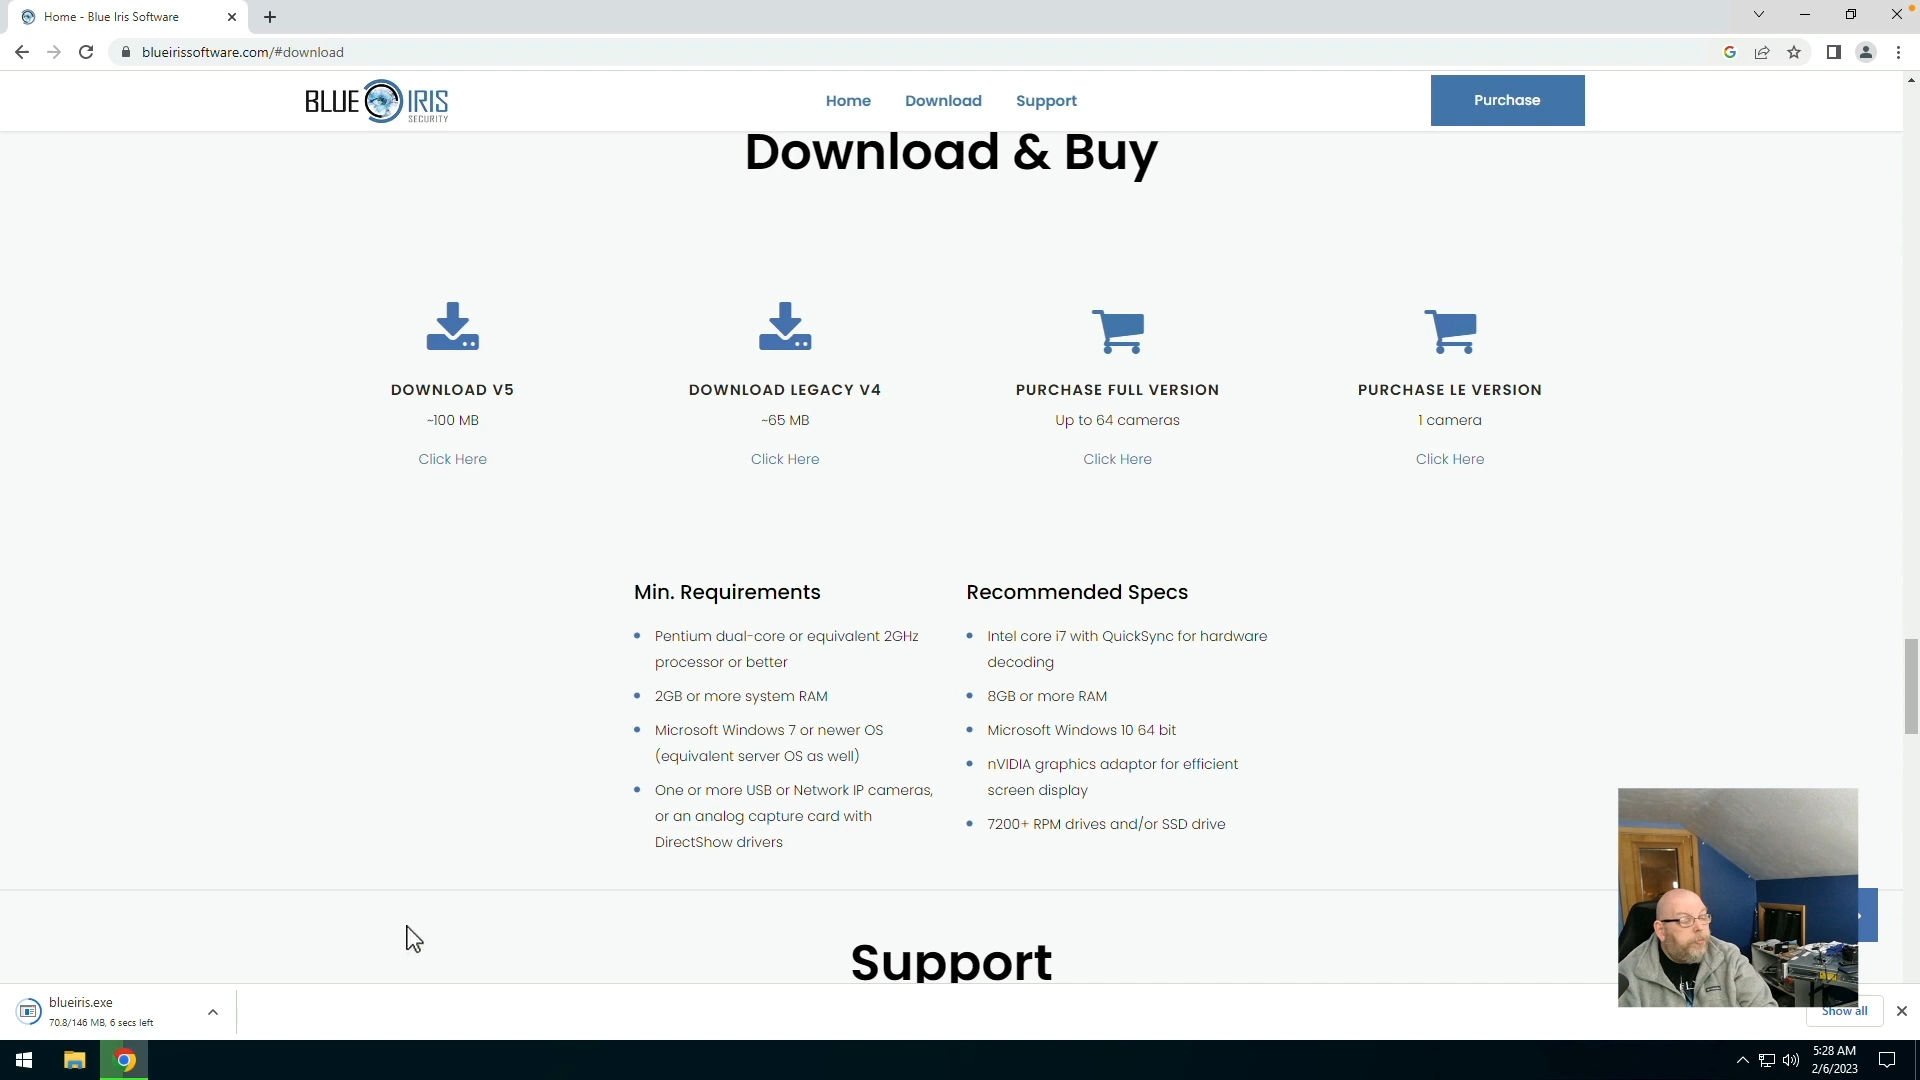 Home - Blue Iris Software
blueirissoftware.com/#download
BLUE IRIS
SECURITY
Home Download Support
Purchase
Download & Buy
DOWNLOAD V5
~100 MB
Click Here
DOWNLOAD LEGACY V4
~65 MB
Click Here
PURCHASE FULL VERSION
Up to 64 cameras
Click Here
PURCHASE LE VERSION
1 camera
Click Here
Min. Requirements
Pentium dual-core or equivalent 2GHz
processor or better
2GB or more system RAM
Microsoft Windows 7 or newer OS
(equivalent server OS as well)
One or more USB or Network IP cameras,
or an analog capture card with
DirectShow drivers
Recommended Specs
Intel core i7 with QuickSync for hardware
decoding
8GB or more RAM
Microsoft Windows 10 64 bit
nVIDIA graphics adaptor for efficient
screen display
7200+ RPM drives and/or SSD drive
Support
blueiris.exe
70.8/146 MB, 6 secs left
Show all
5:28 AM
2/6/2023